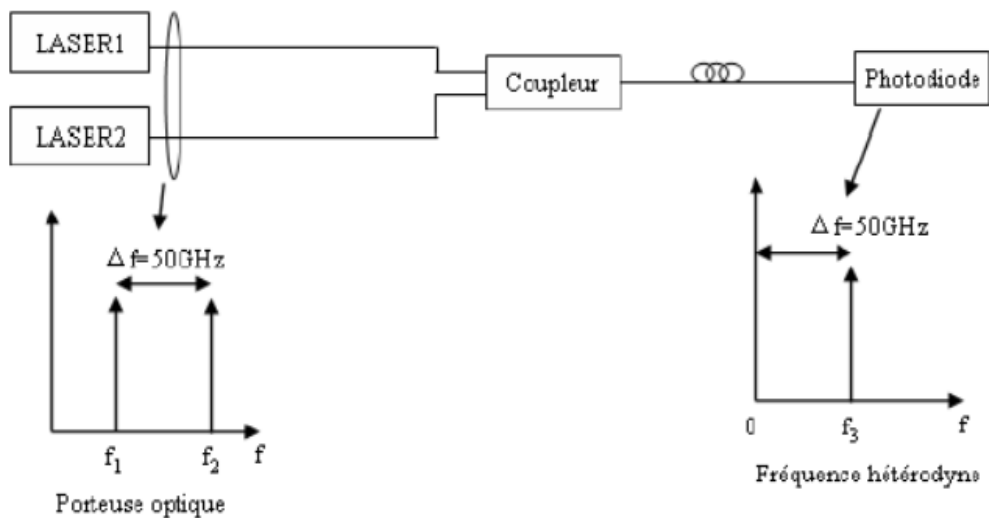 LASER1
LASER2
Coupleur
Photodiode
Δf=50GHz
f1
f2
f
Porteuse optique
Δf=50GHz
0
f3
f
Fréquence hétérodyne